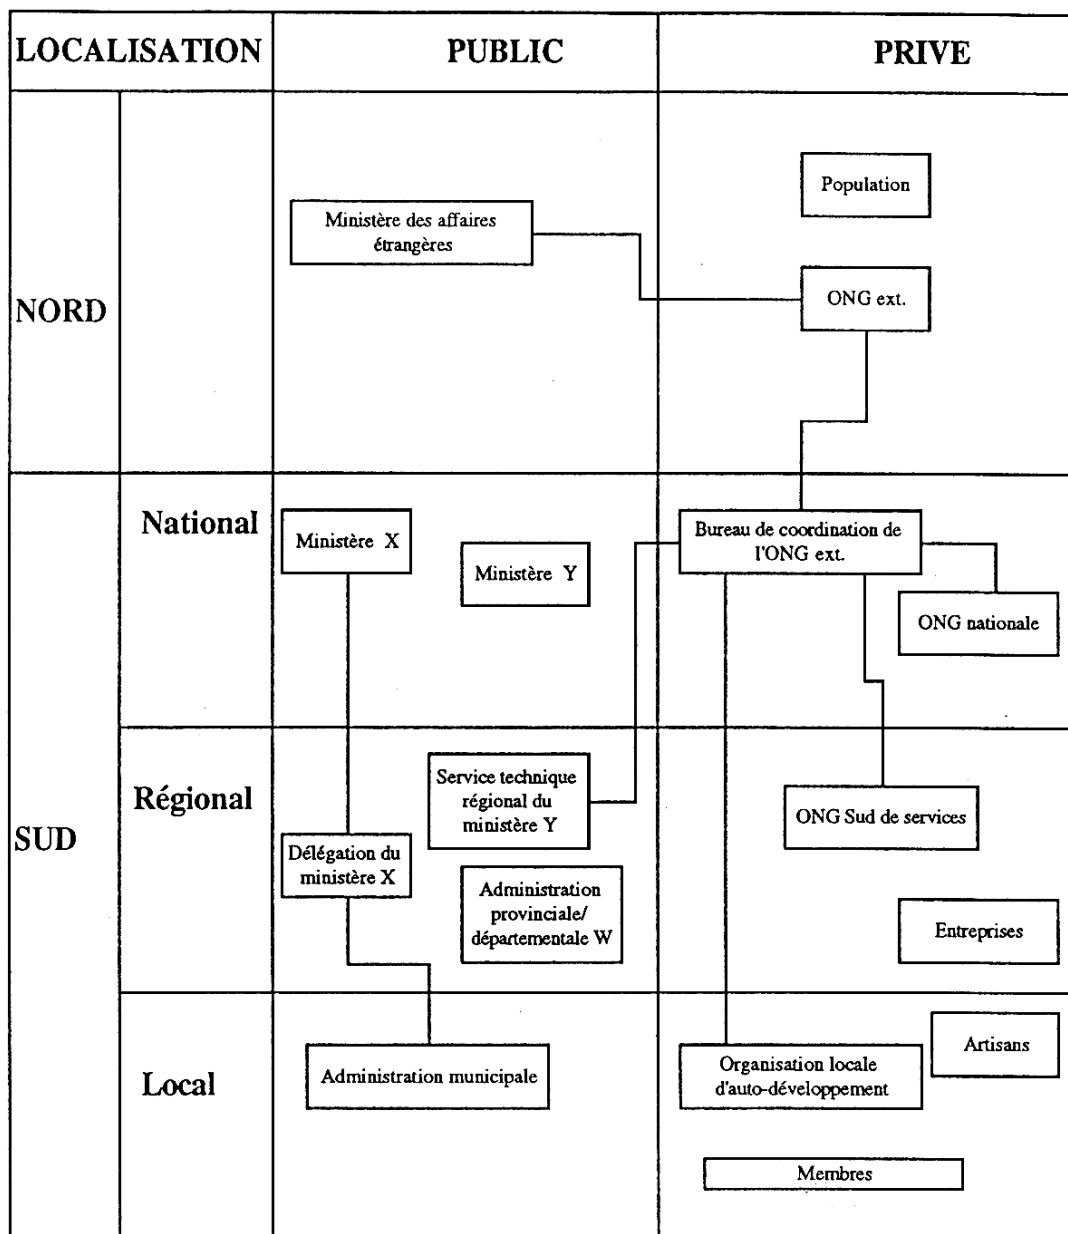 LOCALISATION
PUBLIC
PRIVE
NORD
Ministère des affaires
étrangères
Population
ONG ext.
SUD
National
Ministère X
Ministère Y
Bureau de coordination de
l'ONG ext.
ONG nationale
Régional
Service technique
régional du
ministère Y
Délégation du
ministère X
Administration
provinciale/
départementale W
ONG Sud de services
Entreprises
Local
Administration municipale
Organisation locale
d'auto-développement
Artisans
Membres